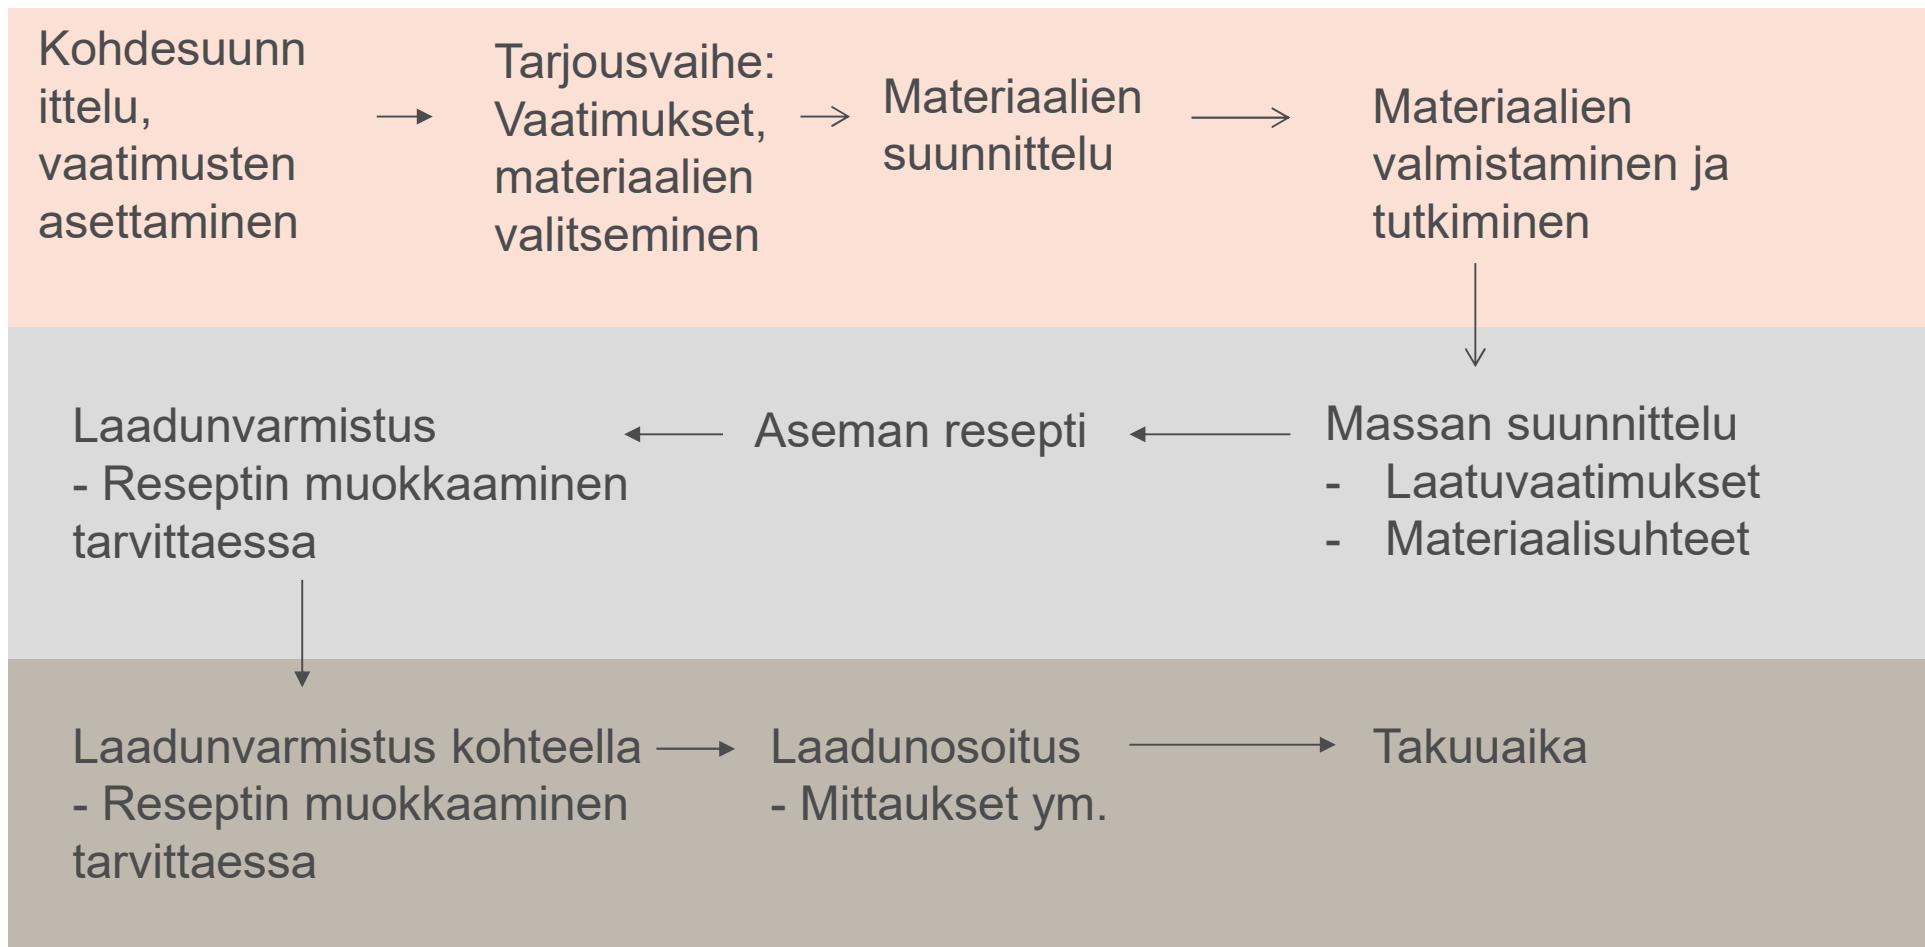 Kohdesuunn
ittelu,
vaatimusten
asettaminen
Tarjousvaihe:
Vaatimukset,
materiaalien
valitseminen
Materiaalien
suunnittelu
Materiaalien
valmistaminen ja
tutkiminen
Massan suunnittelu
- Laatuvaatimukset
- Materiaalisuhteet
Aseman resepti
Laadunvarmistus
- Reseptin muokkaaminen
tarvittaessa
Laadunvarmistus kohteella
- Reseptin muokkaaminen
tarvittaessa
Laadunosoitus
- Mittaukset ym.
Takuuaika